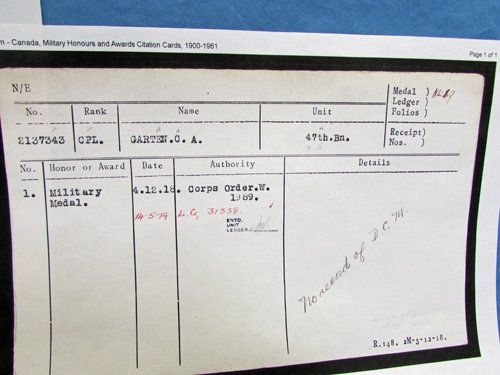 m - Canada, Military Honours and Awards Citation Cards, 1900-1961
Page 1 of 1
N/E
Medal )
Ledger )
Folios )
No. Rank Name Unit
Receipt)
Nos. )
2137343 CPL. GARTEN.C. A. 47th.Bn.
No. Honor or Award Date Authority Details
1. Military 4.12.18. Corps Order.W.
Medal. 1989.
14-5-19 L.G. 31338.
ENTD.
UNIT
LEDGER
No record of D.C.M.
R.148. 2M-5-12-18.